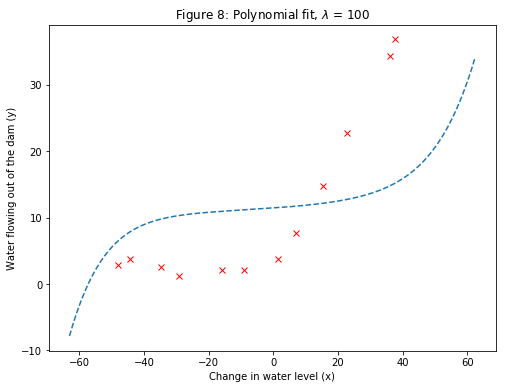 Figure 8: Polynomial fit, λ = 100
Water flowing out of the dam (y)
30
20
10
0
−10
−60 −40 −20 0 20 40 60
Change in water level (x)